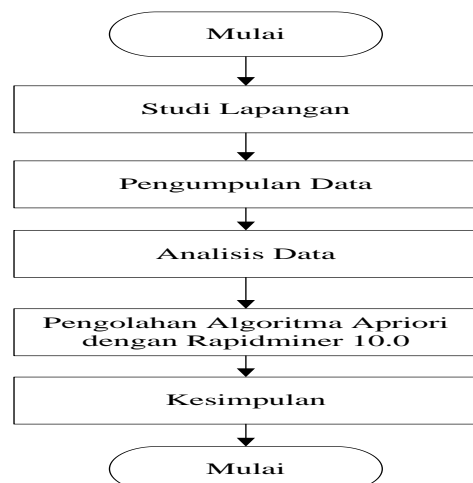 Mulai
Studi Lapangan
Pengumpulan Data
Analisis Data
Pengolahan Algoritma Apriori
dengan Rapidminer 10.0
Kesimpulan
Mulai